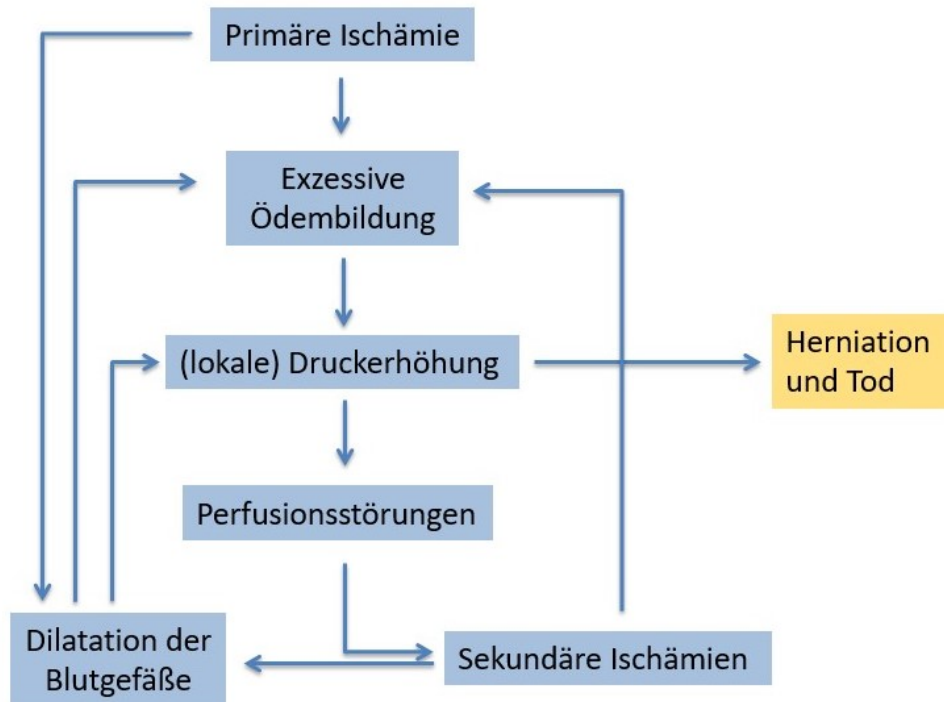 Primäre Ischämie
Exzessive
Ödembildung
(lokale) Druckerhöhung
Herniation
und Tod
Perfusionsstörungen
Dilatation der
Blutgefäße
Sekundäre Ischämien